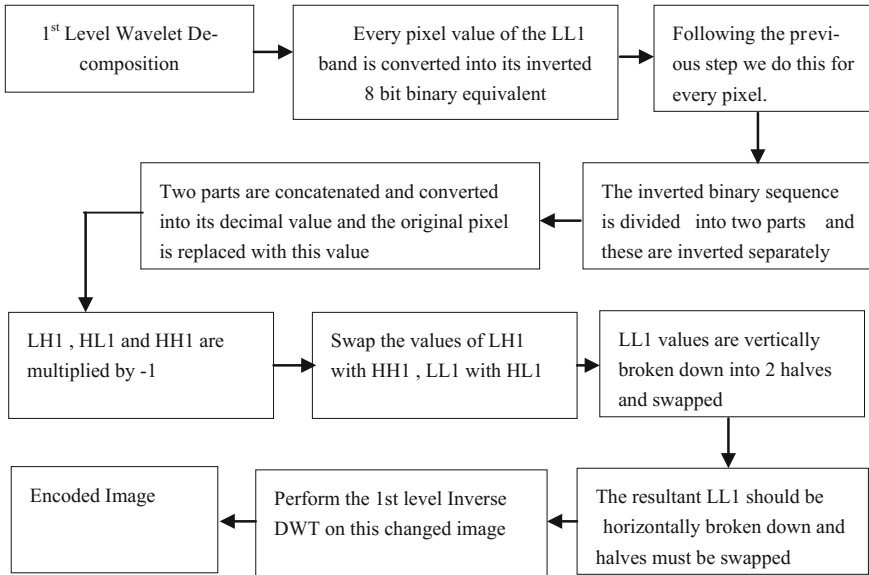 1st Level Wavelet De-
composition
Every pixel value of the LL1
band is converted into its inverted
8 bit binary equivalent
Following the previ-
ous step we do this for
every pixel.
The inverted binary sequence
is divided into two parts and
these are inverted separately
Two parts are concatenated and converted
into its decimal value and the original pixel
is replaced with this value
LH1 , HL1 and HH1 are
multiplied by -1
Swap the values of LH1
with HH1 , LL1 with HL1
LL1 values are vertically
broken down into 2 halves
and swapped
The resultant LL1 should be
horizontally broken down and
halves must be swapped
Perform the 1st level Inverse
DWT on this changed image
Encoded Image